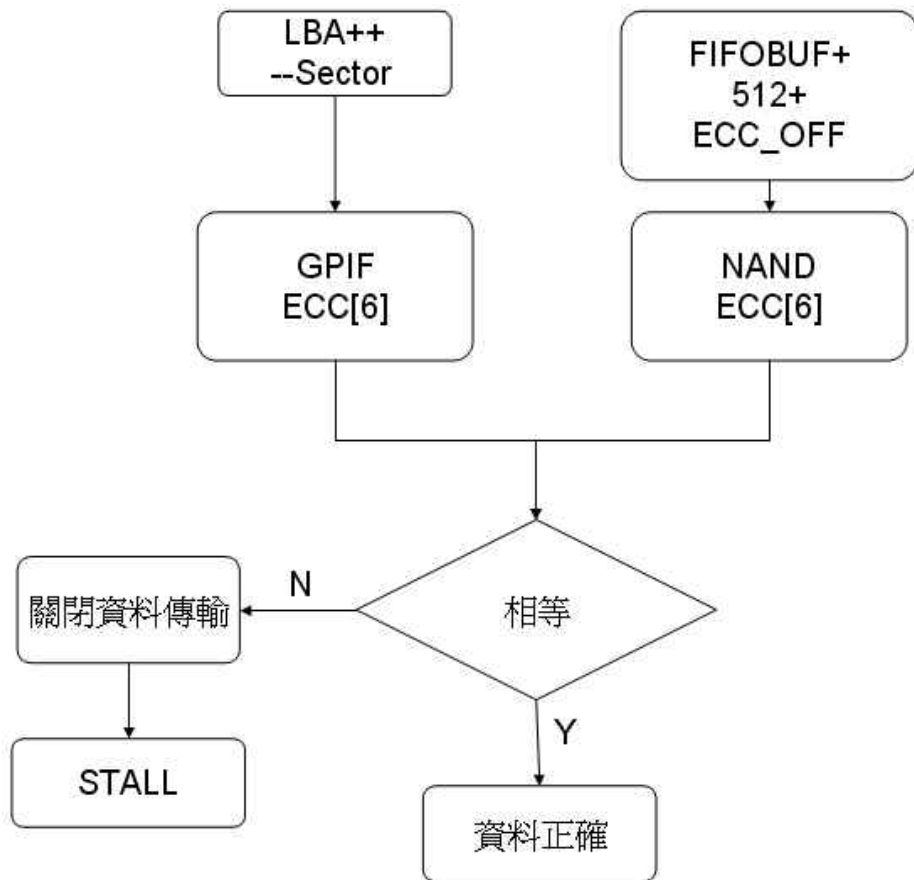 LBA++
--Sector
FIFOBUF+
512+
ECC_OFF
GPIF
ECC[6]
NAND
ECC[6]
相等
N
關閉資料傳輸
STALL
Y
資料正確